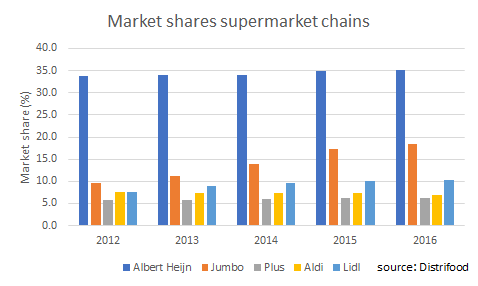 Market shares supermarket chains
Market share (%)
40.0
35.0
30.0
25.0
20.0
15.0
10.0
5.0
0.0
2012 2013 2014 2015 2016
Albert Heijn Jumbo Plus Aldi Lidl source: Distrifood